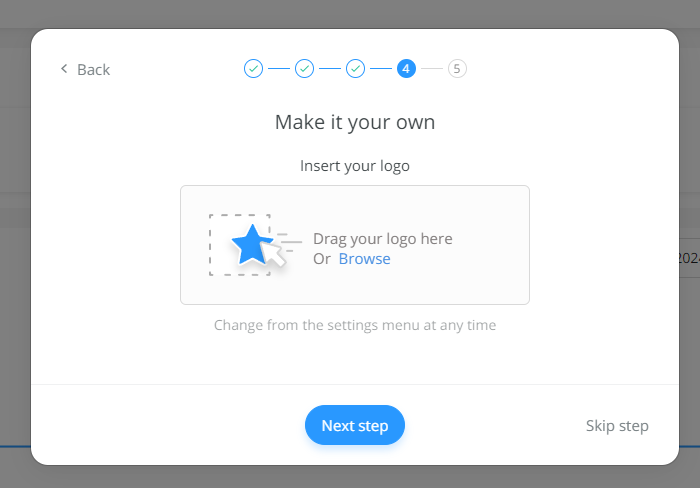 Back
4
5
Make it your own
Insert your logo
Drag your logo here
Or Browse
Change from the settings menu at any time
Next step
Skip step